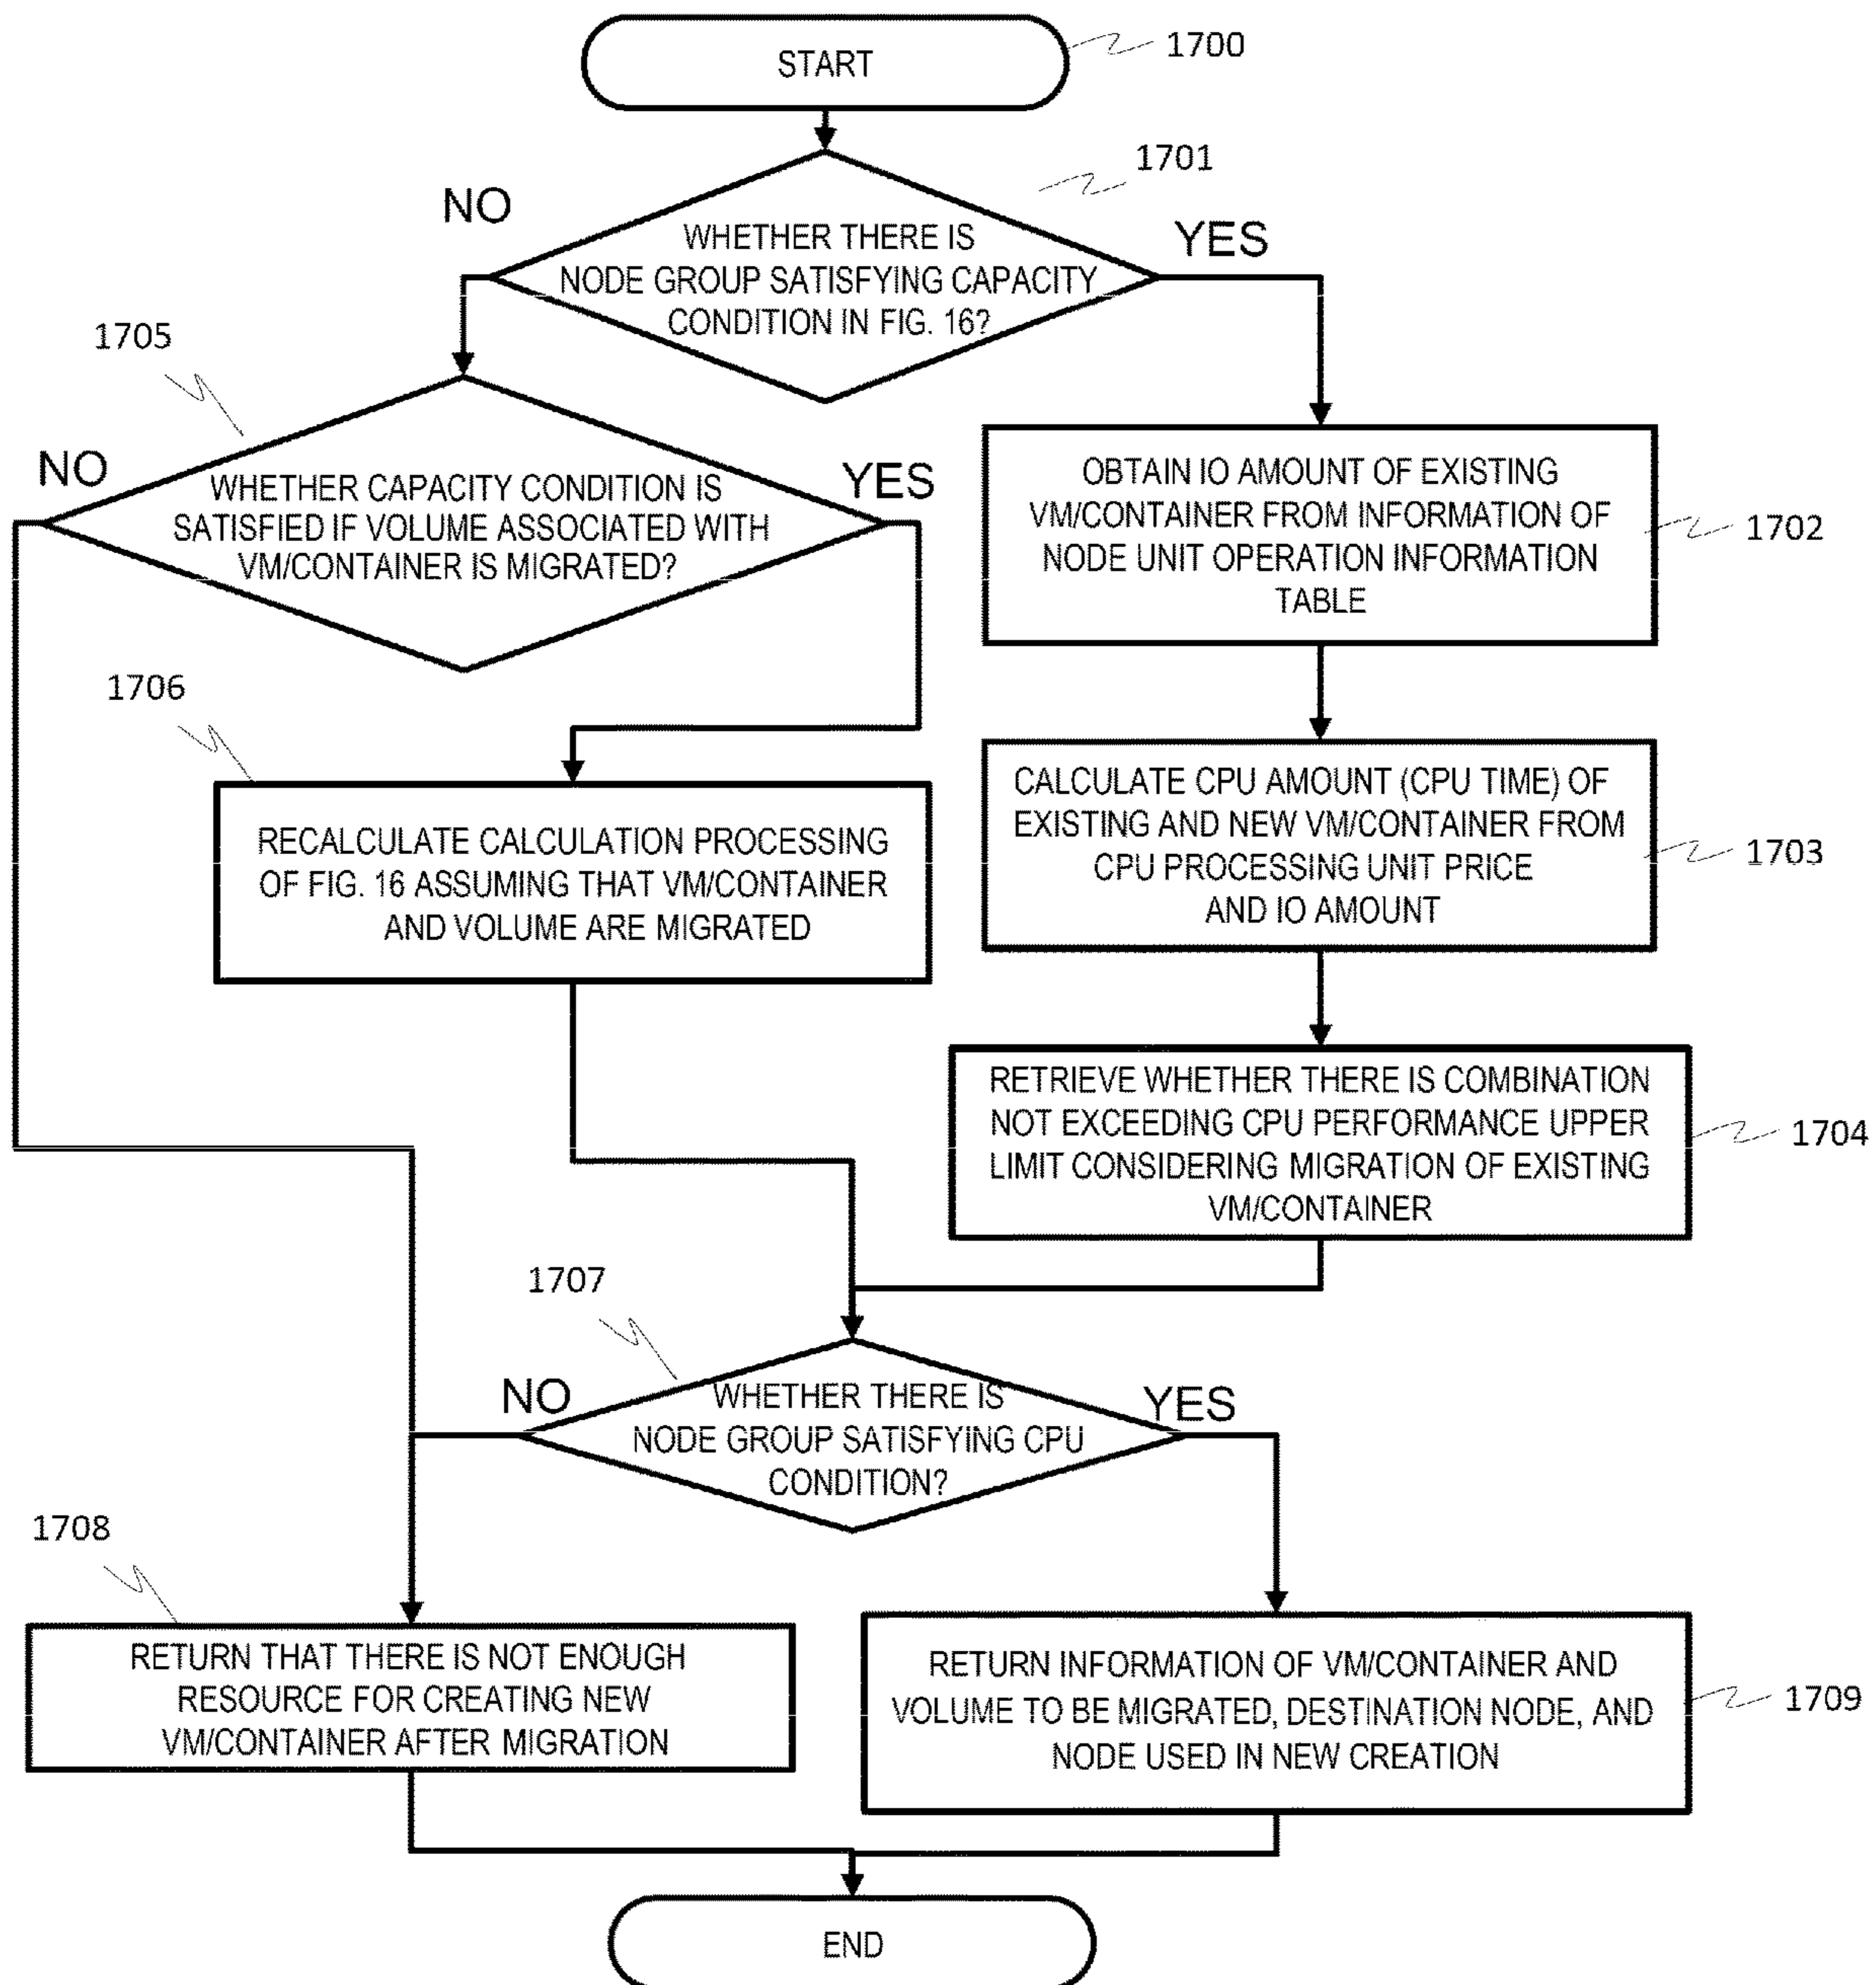 START
1700
1701
NO
YES
WHETHER THERE IS
NODE GROUP SATISFYING CAPACITY
CONDITION IN FIG. 16?
1705
NO
YES
WHETHER CAPACITY CONDITION IS
SATISFIED IF VOLUME ASSOCIATED WITH
VM/CONTAINER IS MIGRATED?
OBTAIN IO AMOUNT OF EXISTING
VM/CONTAINER FROM INFORMATION OF
NODE UNIT OPERATION INFORMATION
TABLE
1702
1706
RECALCULATE CALCULATION PROCESSING
OF FIG. 16 ASSUMING THAT VM/CONTAINER
AND VOLUME ARE MIGRATED
CALCULATE CPU AMOUNT (CPU TIME) OF
EXISTING AND NEW VM/CONTAINER FROM
CPU PROCESSING UNIT PRICE
AND IO AMOUNT
1703
RETRIEVE WHETHER THERE IS COMBINATION
NOT EXCEEDING CPU PERFORMANCE UPPER
LIMIT CONSIDERING MIGRATION OF EXISTING
VM/CONTAINER
1704
1707
NO
YES
WHETHER THERE IS
NODE GROUP SATISFYING CPU
CONDITION?
1708
RETURN THAT THERE IS NOT ENOUGH
RESOURCE FOR CREATING NEW
VM/CONTAINER AFTER MIGRATION
RETURN INFORMATION OF VM/CONTAINER AND
VOLUME TO BE MIGRATED, DESTINATION NODE, AND
NODE USED IN NEW CREATION
1709
END